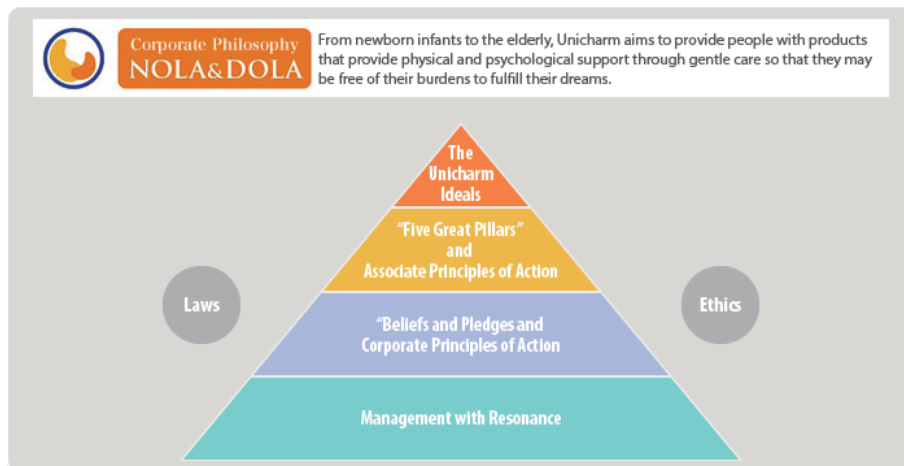 Corporate Philosophy
NOLA&DOLA
From newborn infants to the elderly, Unicharm aims to provide people with products
that provide physical and psychological support through gentle care so that they may
be free of their burdens to fulfill their dreams.
The
Unicharm
Ideals
“Five Great Pillars”
and
Associate Principles of Action
Laws
Ethics
“Beliefs and Pledges and
Corporate Principles of Action
Management with Resonance